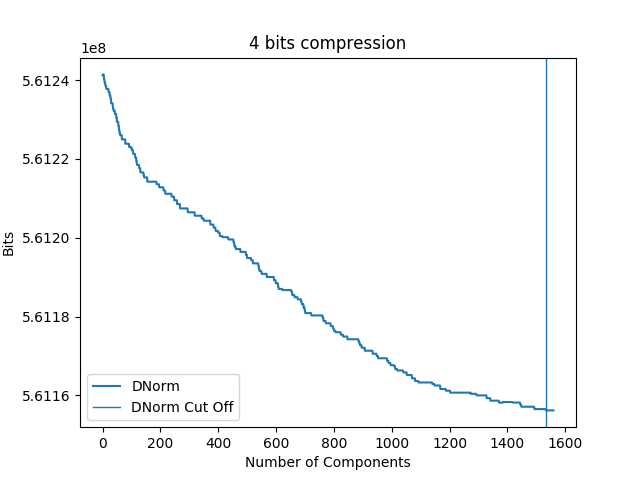 4 bits compression
1e8
5.6124
5.6122
5.6120
5.6118
5.6116
Bits
DNorm
DNorm Cut Off
0 200 400 600 800 1000 1200 1400 1600
Number of Components